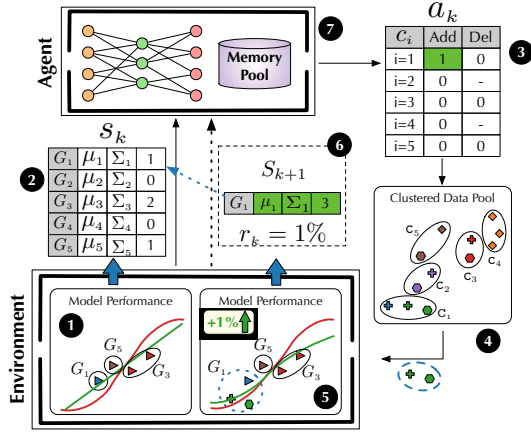 7
Agent
Memory
Pool
a_k
c_i Add Del
i=1 1 0
i=2 0 -
i=3 0 0
i=4 0 -
i=5 0 0
3
s_k
2
G_1 μ_1 Σ_1 1
G_2 μ_2 Σ_2 0
G_3 μ_3 Σ_3 2
G_4 μ_4 Σ_4 0
G_5 μ_5 Σ_5 1
6
S_{k+1}
G_1 μ_1 Σ_1 3
r_k = 1%
Clustered Data Pool
c_5
c_4
c_3
c_2
c_1
4
Environment
Model Performance
1
G_1
G_5
G_3
Model Performance
+1%
G_5
G_1
G_3
5